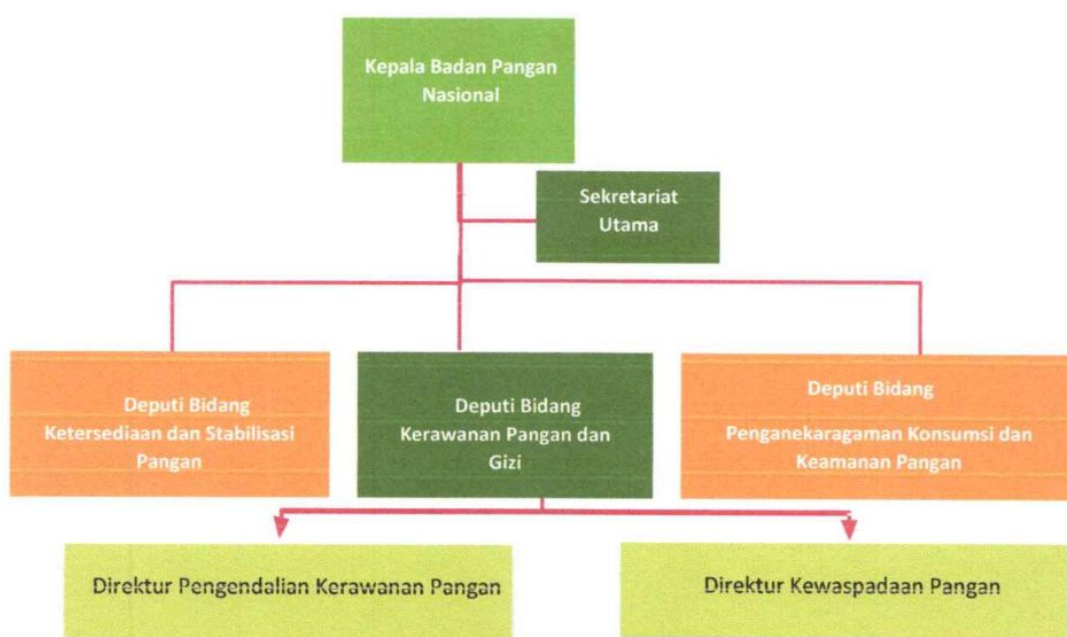 Kepala Badan Pangan
Nasional
Sekretariat
Utama
Deputi Bidang
Ketersediaan dan Stabilisasi
Pangan
Deputi Bidang
Kerawanan Pangan dan
Gizi
Deputi Bidang
Penganekaragaman Konsumsi dan
Keamanan Pangan
Direktur Pengendalian Kerawanan Pangan
Direktur Kewaspadaan Pangan